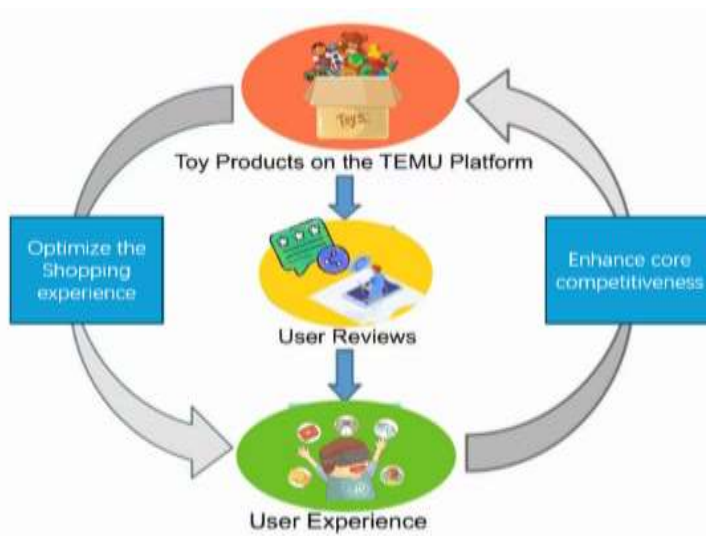 Toys
Toy Products on the TEMU Platform
Optimize the
Shopping
experience
Enhance core
competitiveness
User Reviews
User Experience